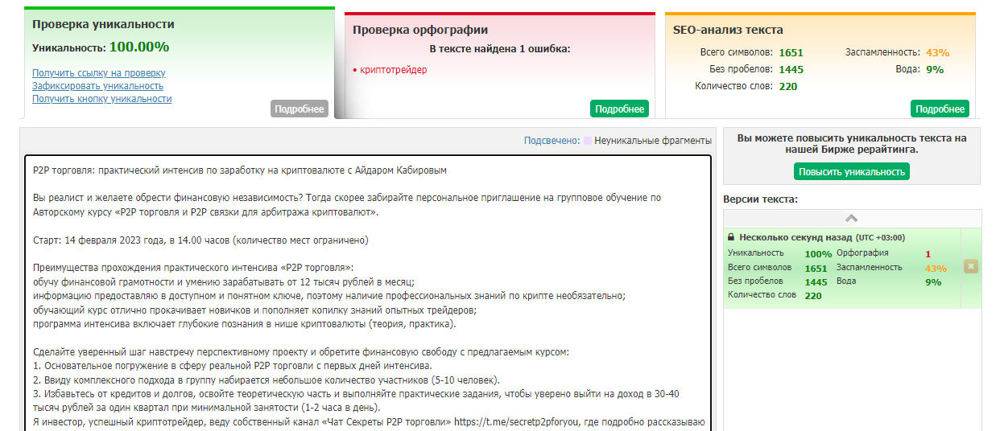 Проверка уникальности
Уникальность: 100.00%
Получить ссылку на проверку
Зафиксировать уникальность
Получить кнопку уникальности
Подробнее
Проверка орфографии
В тексте найдена 1 ошибка:
• криптотрейдер
Подробнее
SEO-анализ текста
Всего символов: 1651 Заспамленность: 43%
Без пробелов: 1445 Вода: 9%
Количество слов: 220
Подробнее
Подсвечено: Неуникальные фрагменты
P2P торговля: практический интенсив по заработку на криптовалюте с Айдаром Кабировым
Вы реалист и желаете обрести финансовую независимость? Тогда скорее забирайте персональное приглашение на групповое обучение по
Авторскому курсу «P2P торговля и P2P связки для арбитража криптовалют».
Старт: 14 февраля 2023 года, в 14.00 часов (количество мест ограничено)
Преимущества прохождения практического интенсива «P2P торговля»:
обучу финансовой грамотности и умению зарабатывать от 12 тысяч рублей в месяц;
информацию предоставляю в доступном и понятном ключе, поэтому наличие профессиональных знаний по крипте необязательно;
обучающий курс отлично прокачивает новичков и пополняет копилку знаний опытных трейдеров;
программа интенсива включает глубокие познания в нише криптовалюты (теория, практика).
Сделайте уверенный шаг навстречу перспективному проекту и обретите финансовую свободу с предлагаемым курсом:
1. Основательное погружение в сферу реальной P2P торговли с первых дней интенсива.
2. Ввиду комплексного подхода в группу набирается небольшое количество участников (5-10 человек).
3. Избавьтесь от кредитов и долгов, освойте теоретическую часть и выполняйте практические задания, чтобы уверено выйти на доход в 30-40
тысяч рублей за один квартал при минимальной занятости (1-2 часа в день).
Я инвестор, успешный криптотрейдер, веду собственный канал «Чат Секреты P2P торговли» https://t.me/secretp2pforyou, где подробно рассказываю
Вы можете повысить уникальность текста на
нашей Бирже рерайтинга.
Повысить уникальность
Версии текста:
Несколько секунд назад (UTC +03:00)
Уникальность 100% Орфография 1
Всего символов 1651 Заспамленность 43%
Без пробелов 1445 Вода 9%
Количество слов 220